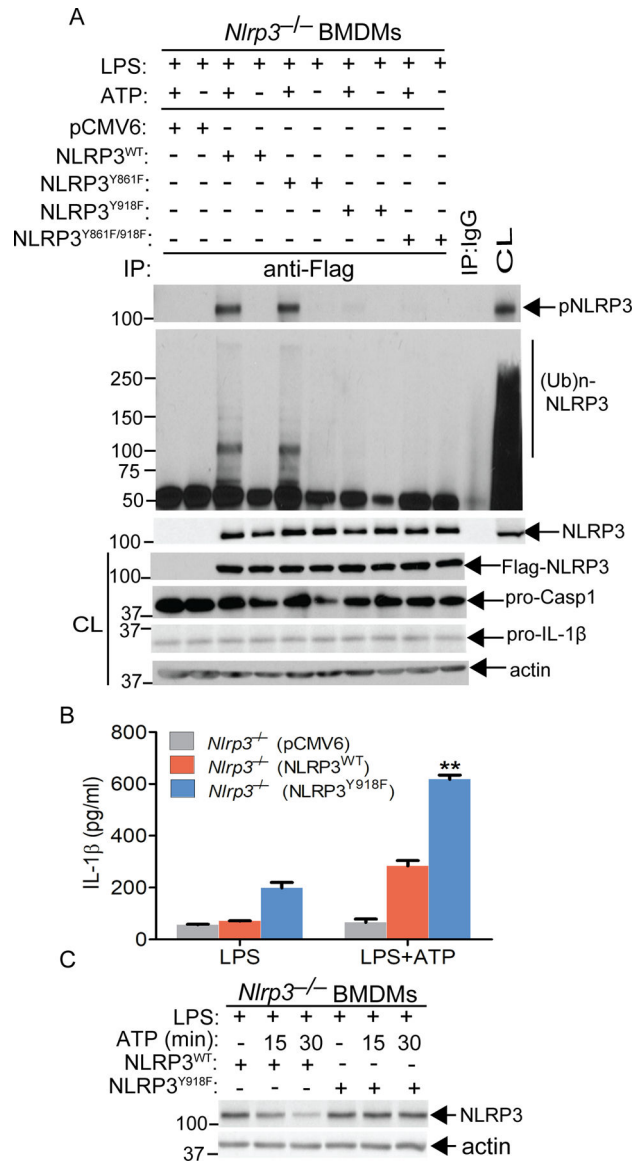 A
Nlrp3–/– BMDMs
LPS: + + + + + + + + + +
ATP: + - + - + - + - + -
pCMV6: + + - - - - - - - -
NLRP3WT: - - + + - - - - - -
NLRP3Y861F: - - - - + + - - - -
NLRP3Y918F: - - - - - - + + - -
NLRP3Y861F/918F: - - - - - - - - + +
IP: anti-Flag IP:IgG CL
100 pNLRP3
250
150
100
75
50
(Ub)n-
NLRP3
100 NLRP3
CL
100 Flag-NLRP3
37 pro-Casp1
37 pro-IL-1β
37 actin
B
IL-1β (pg/ml)
800
600
400
200
0
Nlrp3-/- (pCMV6)
Nlrp3-/- (NLRP3WT)
Nlrp3-/- (NLRP3Y918F)
**
LPS LPS+ATP
C
Nlrp3–/– BMDMs
LPS: + + + + + +
ATP (min): - 15 30 - 15 30
NLRP3WT: + + + - - -
NLRP3Y918F: - - - + + +
100 NLRP3
37 actin